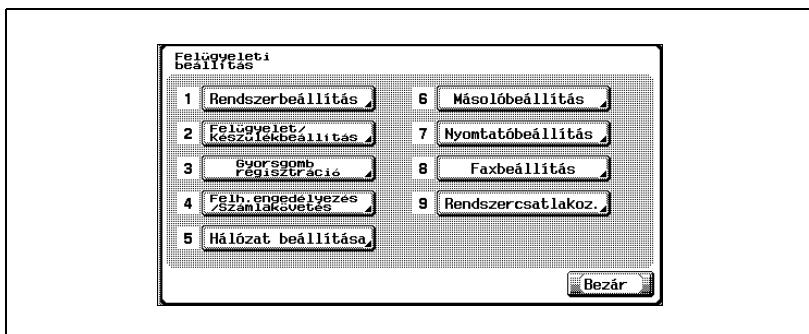 Felügyeleti
beállítás
1 Rendszerbeállítás
2 Felügyelet/
Készülékbeállítás
3 Gyorsgomb
régisztráció
4 Felh.engedélyezés
/Számlakövetés
5 Hálózat beállítása
6 Másolóbeállítás
7 Nyomtatóbeállítás
8 Faxbeállítás
9 Rendszercsatlakoz.
Bezár